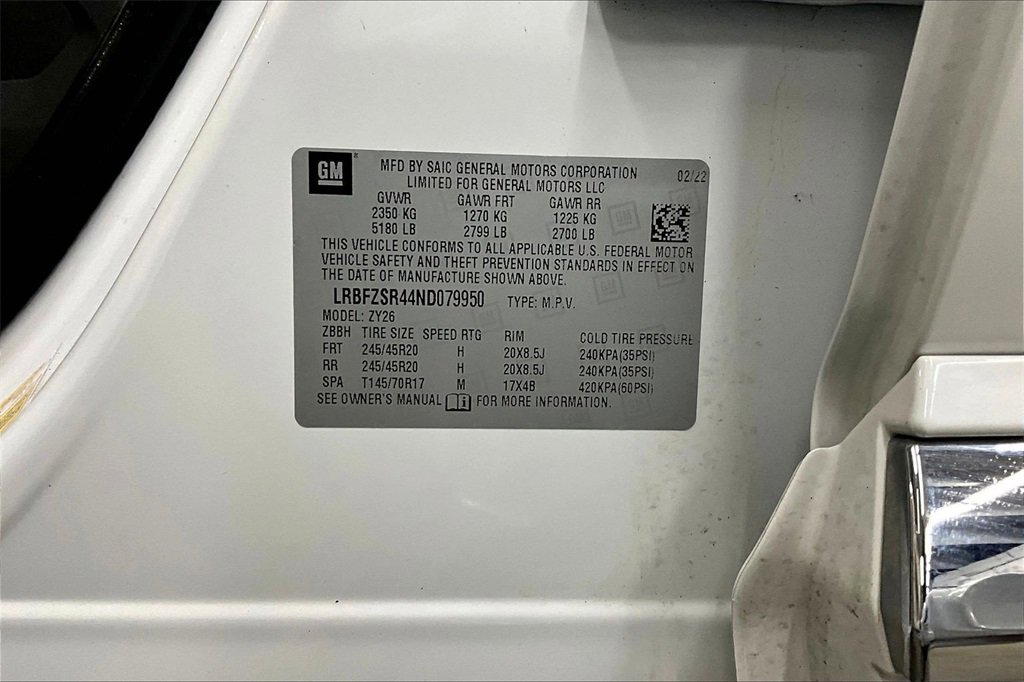 GM
MFD BY SAIC GENERAL MOTORS CORPORATION 02/22
LIMITED FOR GENERAL MOTORS LLC
GVWR GAWR FRT GAWR RR
2350 KG 1270 KG 1225 KG
5180 LB 2799 LB 2700 LB
THIS VEHICLE CONFORMS TO ALL APPLICABLE U.S. FEDERAL MOTOR
VEHICLE SAFETY AND THEFT PREVENTION STANDARDS IN EFFECT ON
THE DATE OF MANUFACTURE SHOWN ABOVE.
LRBFZSR44ND079950 TYPE: M.P.V.
MODEL: ZY26
ZBBH TIRE SIZE SPEED RTG RIM COLD TIRE PRESSURE
FRT 245/45R20 H 20X8.5J 240KPA(35PSI)
RR 245/45R20 H 20X8.5J 240KPA(35PSI)
SPA T145/70R17 M 17X4B 420KPA(60PSI)
SEE OWNER'S MANUAL FOR MORE INFORMATION.